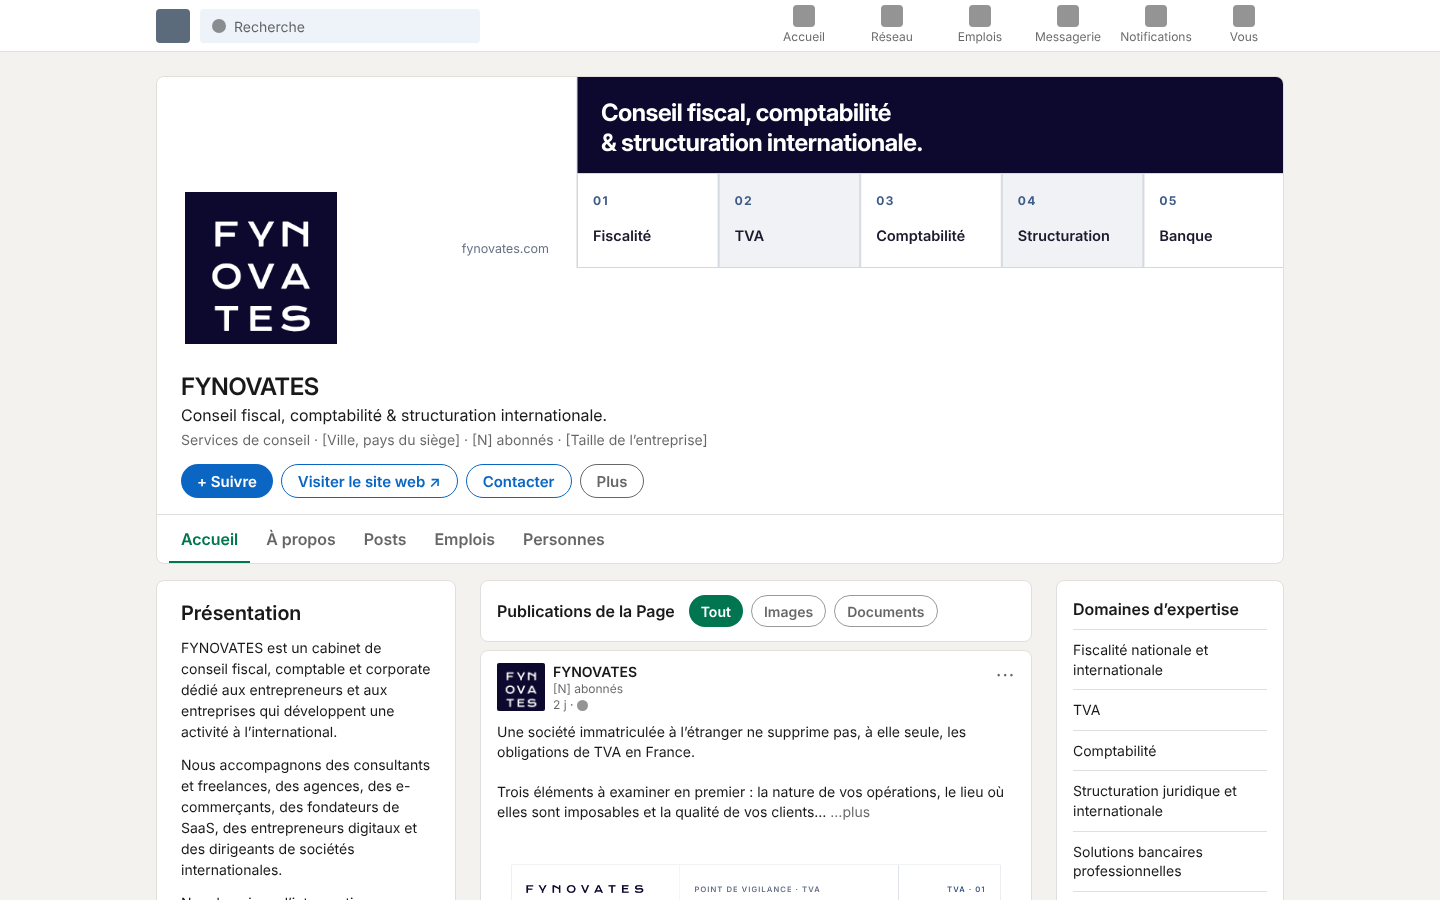 Recherche
Accueil
Réseau
Emplois
Messagerie
Notifications
Vous
Conseil fiscal, comptabilité
& structuration internationale.
FYN
OVA
TES
fynovates.com
01
Fiscalité
02
TVA
03
Comptabilité
04
Structuration
05
Banque
FYNOVATES
Conseil fiscal, comptabilité & structuration internationale.
Services de conseil · [Ville, pays du siège] · [N] abonnés · [Taille de l’entreprise]
+ Suivre
Visiter le site web ↗
Contacter
Plus
Accueil
À propos
Posts
Emplois
Personnes
Présentation
FYNOVATES est un cabinet de
conseil fiscal, comptable et corporate
dédié aux entrepreneurs et aux
entreprises qui développent une
activité à l’international.
Nous accompagnons des consultants
et freelances, des agences, des e-
commerçants, des fondateurs de
SaaS, des entrepreneurs digitaux et
des dirigeants de sociétés
internationales.
Publications de la Page
Tout
Images
Documents
FYN
OVA
TES
FYNOVATES
[N] abonnés
2 j ·
...
Une société immatriculée à l’étranger ne supprime pas, à elle seule, les
obligations de TVA en France.
Trois éléments à examiner en premier : la nature de vos opérations, le lieu où
elles sont imposables et la qualité de vos clients… …plus
FYNOVATES
POINT DE VIGILANCE · TVA
TVA · 01
Domaines d’expertise
Fiscalité nationale et
internationale
TVA
Comptabilité
Structuration juridique et
internationale
Solutions bancaires
professionnelles